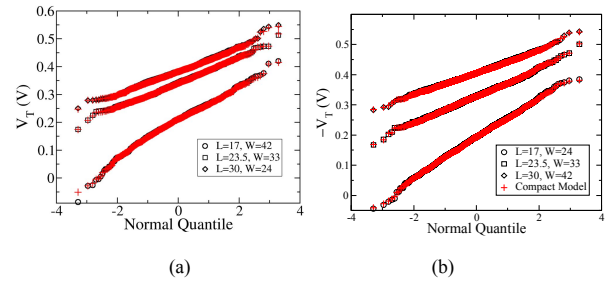 0.6
0.5
0.4
0.3
0.2
0.1
0
V_T (V)
L=17, W=42
L=23.5, W=33
L=30, W=24
-4 -2 0 2 4
Normal Quantile
(a)
0.5
0.4
0.3
0.2
0.1
0
−V_T (V)
L=17, W=24
L=23.5, W=33
L=30, W=42
Compact Model
-4 -2 0 2 4
Normal Quantile
(b)